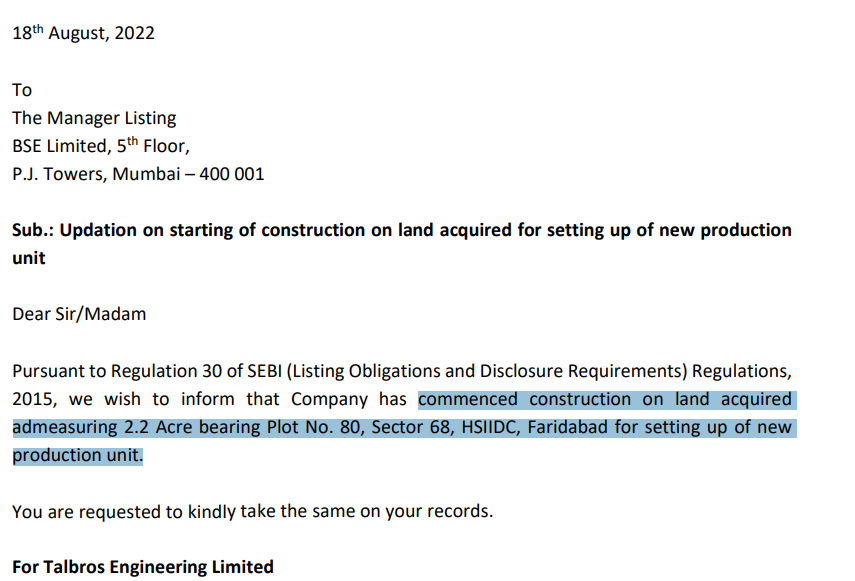 18th August, 2022
To
The Manager Listing
BSE Limited, 5th Floor,
P.J. Towers, Mumbai – 400 001
Sub.: Updation on starting of construction on land acquired for setting up of new production
unit
Dear Sir/Madam
Pursuant to Regulation 30 of SEBI (Listing Obligations and Disclosure Requirements) Regulations,
2015, we wish to inform that Company has commenced construction on land acquired
admeasuring 2.2 Acre bearing Plot No. 80, Sector 68, HSIIDC, Faridabad for setting up of new
production unit.
You are requested to kindly take the same on your records.
For Talbros Engineering Limited